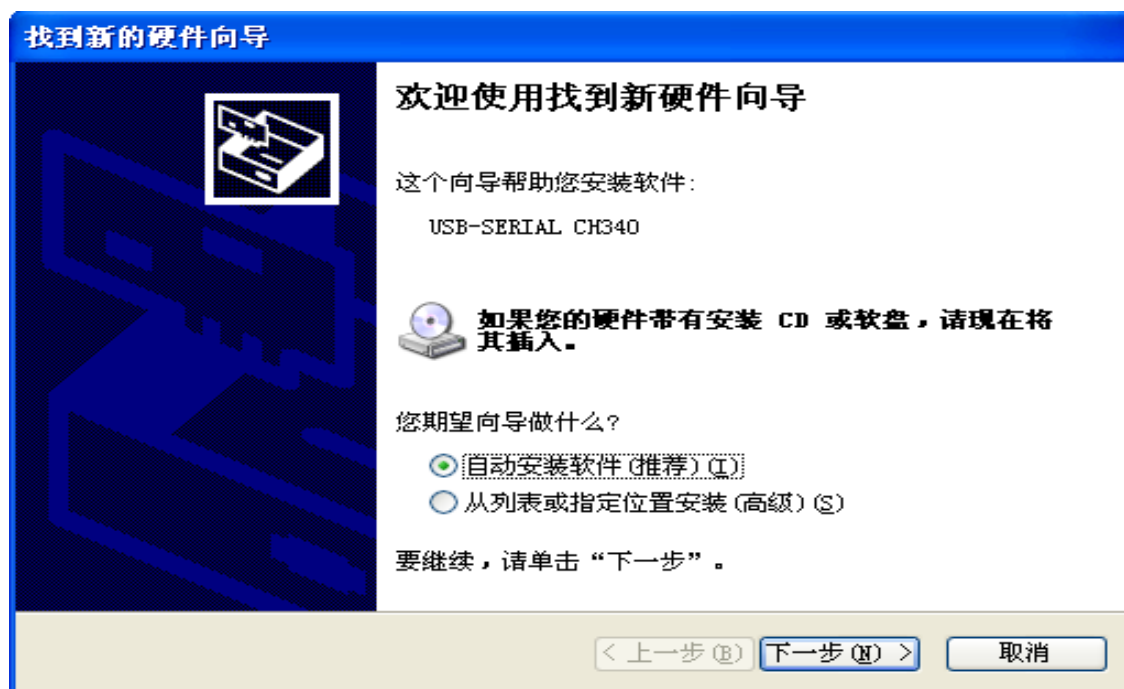 找到新的硬件向导
欢迎使用找到新硬件向导
这个向导帮助您安装软件:
USB-SERIAL CH340
如果您的硬件带有安装 CD 或软盘，请现在将
其插入。
您期望向导做什么?
自动安装软件(推荐)(I)
从列表或指定位置安装(高级)(S)
要继续，请单击“下一步”。
< 上一步(B)
下一步(N) >
取消